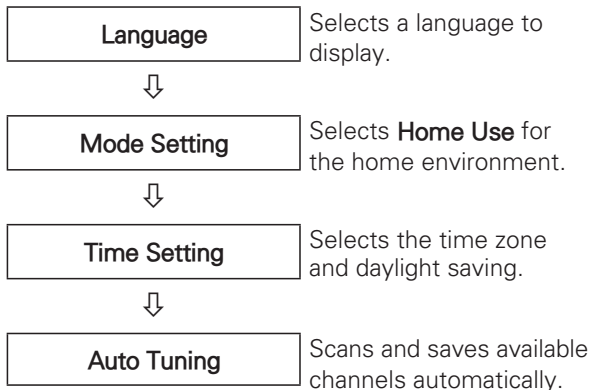 Language
Selects a language to
display.
⇩
Mode Setting
Selects Home Use for
the home environment.
⇩
Time Setting
Selects the time zone
and daylight saving.
⇩
Auto Tuning
Scans and saves available
channels automatically.